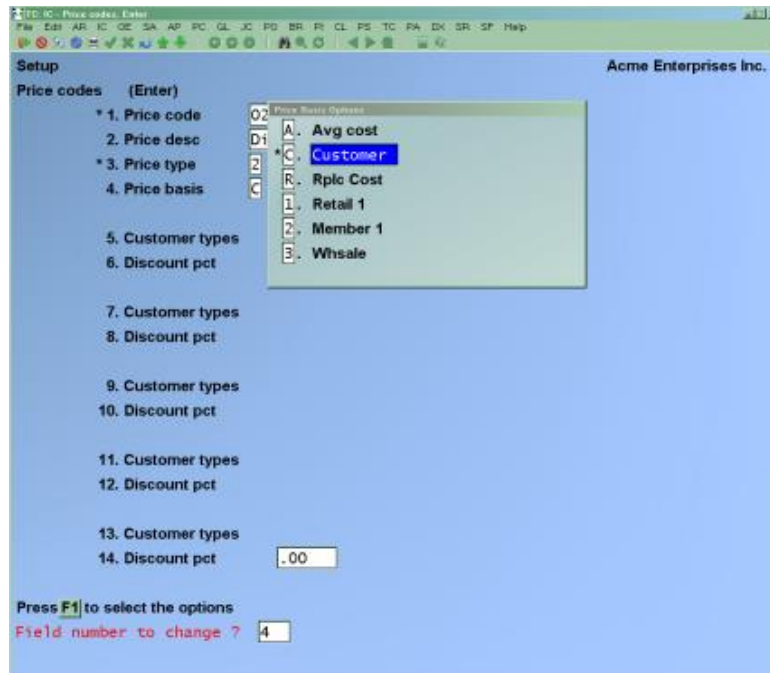 IC - Price codes, Enter
File Edit AR IC OE SA AP PC GL JC PO BR PR CL PS TC PA DX SR SF Help
Setup Acme Enterprises Inc.
Price codes (Enter)
* 1. Price code 02
2. Price desc Di
* 3. Price type 2
4. Price basis C
Price Basis Options
A. Avg cost
*C. Customer
R. Rplc Cost
1. Retail 1
2. Member 1
3. Whsale
5. Customer types
6. Discount pct
7. Customer types
8. Discount pct
9. Customer types
10. Discount pct
11. Customer types
12. Discount pct
13. Customer types
14. Discount pct .00
Press F1 to select the options
Field number to change ? 4